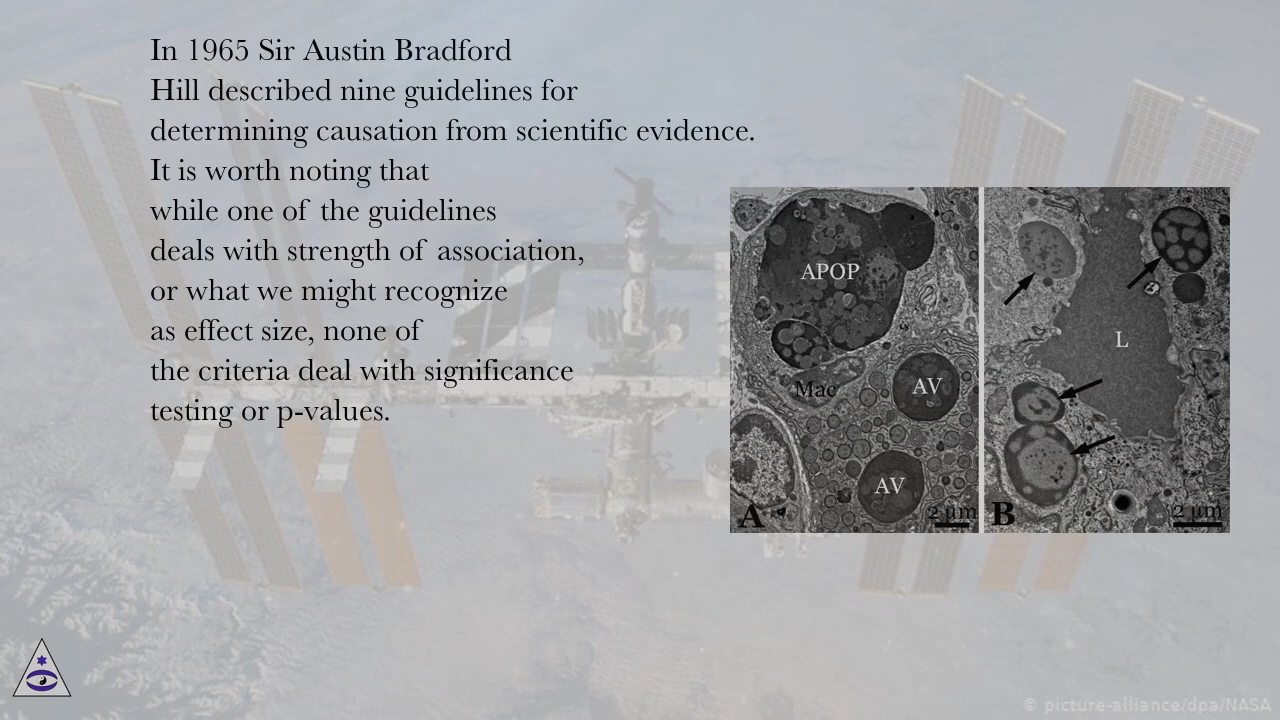 In 1965 Sir Austin Bradford
Hill described nine guidelines for
determining causation from scientific evidence.
It is worth noting that
while one of the guidelines
deals with strength of association,
or what we might recognize
as effect size, none of
the criteria deal with significance
testing or p-values.
APOP
Mac
AV
AV
A
2 µm
L
B
2 µm
© picture-alliance/dpa/NASA